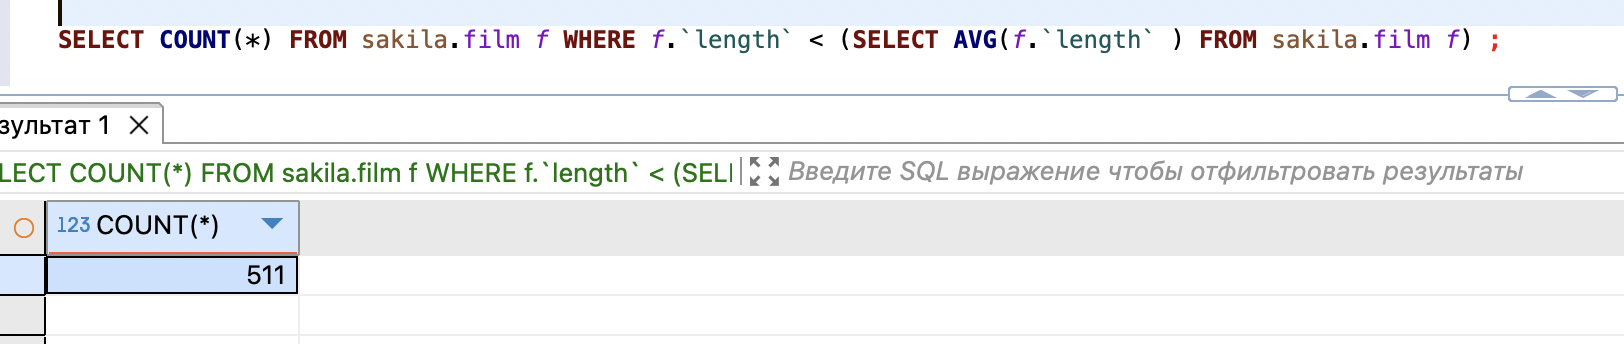 SELECT COUNT(*) FROM sakila.film f WHERE f.`length` < (SELECT AVG(f.`length` ) FROM sakila.film f) ;
зультат 1
LECT COUNT(*) FROM sakila.film f WHERE f.`length` < (SEL Введите SQL выражение чтобы отфильтровать результаты
123 COUNT(*)
511